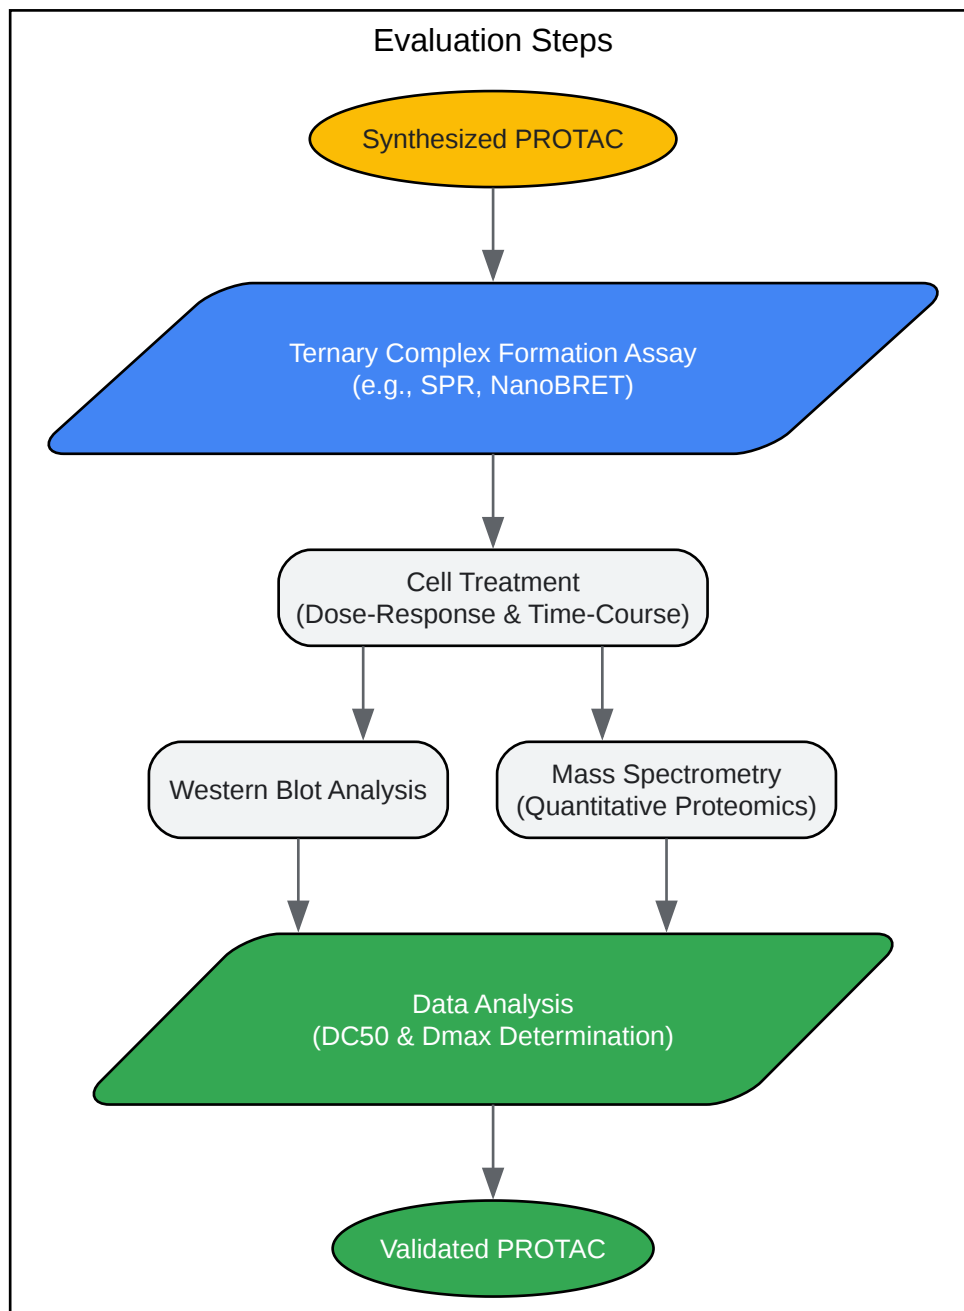 Evaluation Steps
Synthesized PROTAC
Ternary Complex Formation Assay
(e.g., SPR, NanoBRET)
Cell Treatment
(Dose-Response & Time-Course)
Western Blot Analysis
Mass Spectrometry
(Quantitative Proteomics)
Data Analysis
(DC50 & Dmax Determination)
Validated PROTAC